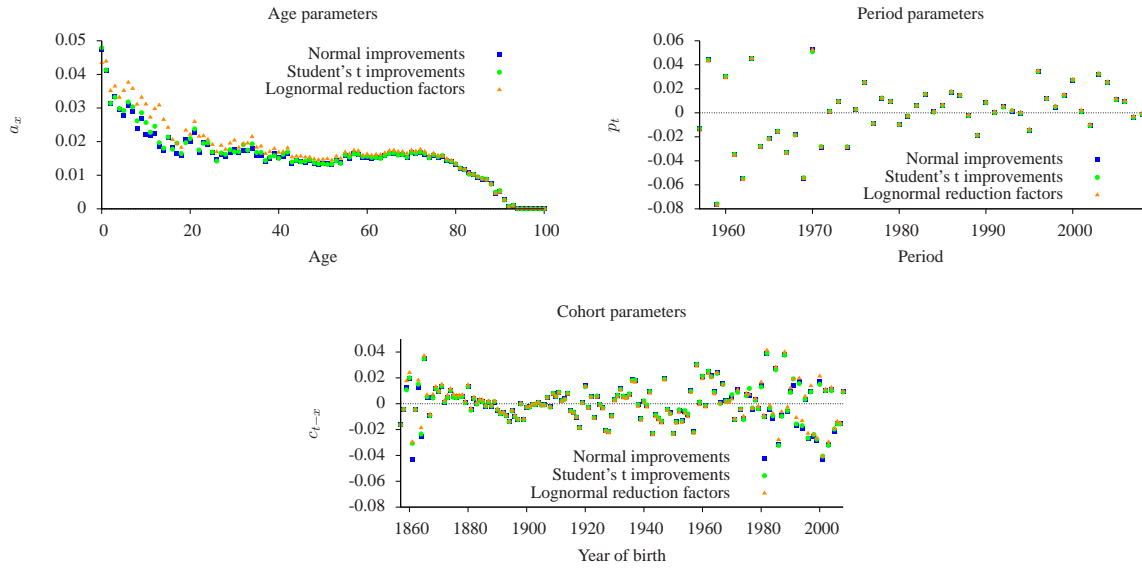 Age parameters
0.05
0.04
0.03
0.02
0.01
0
a_x
Normal improvements
Student's t improvements
Lognormal reduction factors
0 20 40 60 80 100
Age
Period parameters
0.06
0.04
0.02
0
-0.02
-0.04
-0.06
-0.08
p_t
Normal improvements
Student's t improvements
Lognormal reduction factors
1960 1970 1980 1990 2000
Period
Cohort parameters
0.04
0.02
0
-0.02
-0.04
-0.06
-0.08
c_{t-x}
Normal improvements
Student's t improvements
Lognormal reduction factors
1860 1880 1900 1920 1940 1960 1980 2000
Year of birth